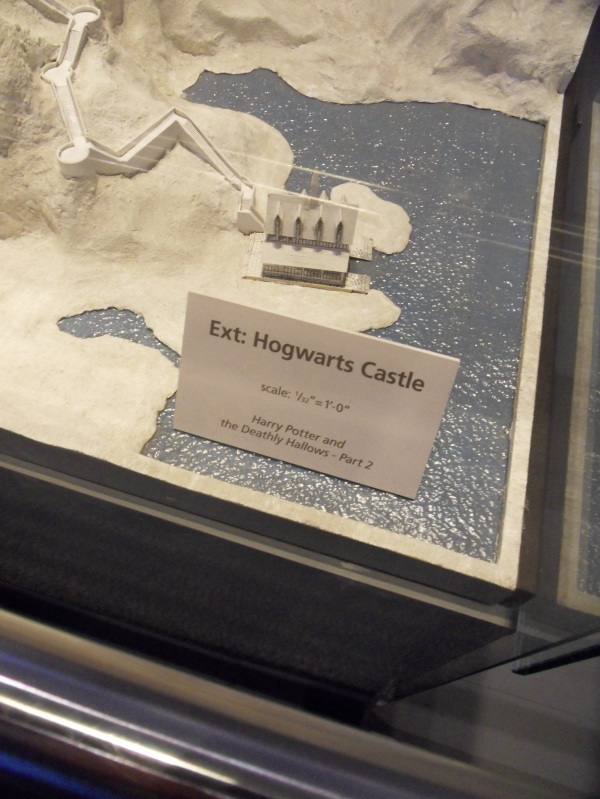 Ext: Hogwarts Castle
scale: 1/32"=1'-0"
Harry Potter and
the Deathly Hallows - Part 2